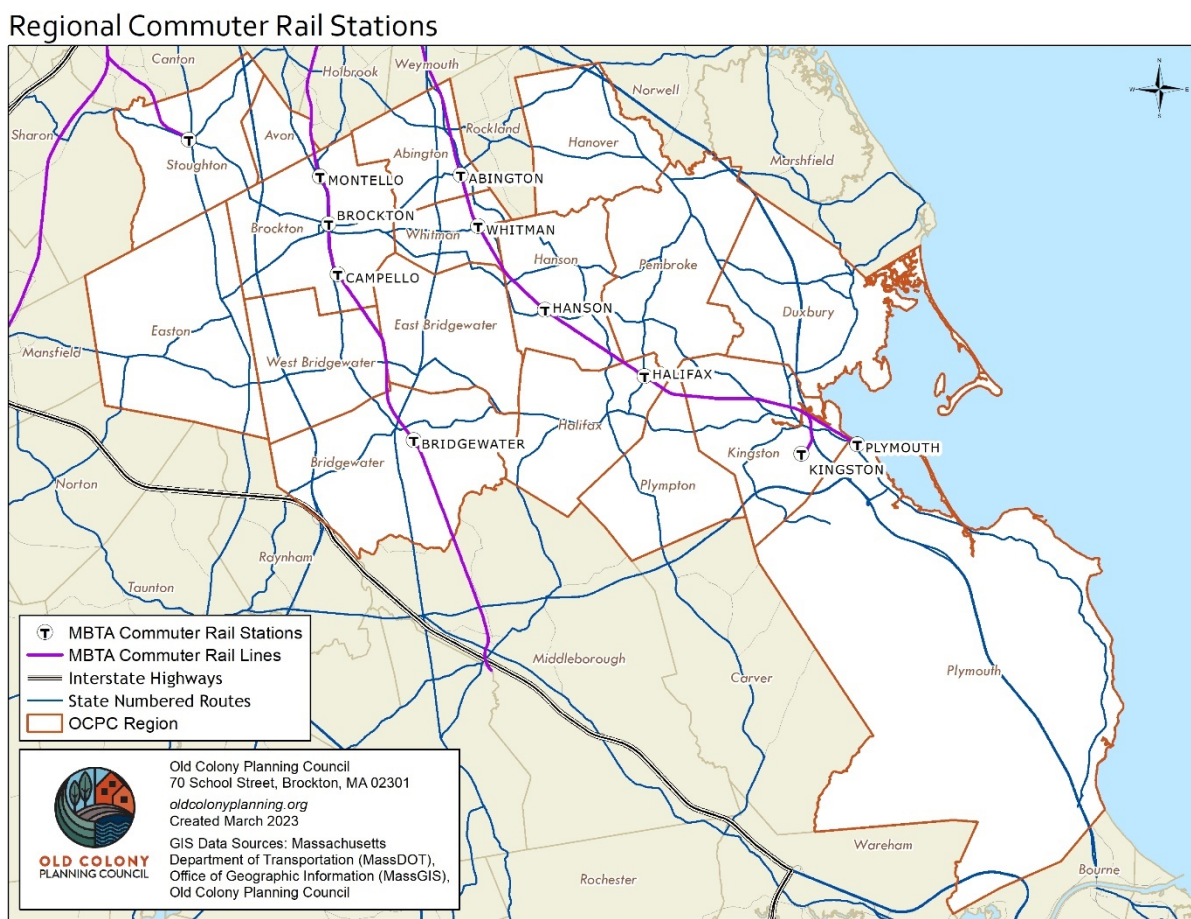 Regional Commuter Rail Stations
Canton
Holbrook
Weymouth
Norwell
N
W
E
S
Sharon
Avon
Rockland
Hanover
Marshfield
Stoughton
Abington
MONTELLO
ABINGTON
BROCKTON
Brockton
Whitman
WHITMAN
Hanson
Pembroke
CAMPELLO
HANSON
Duxbury
Easton
East Bridgewater
Mansfield
West Bridgewater
HALIFAX
Halifax
BRIDGEWATER
PLYMOUTH
Kingston
KINGSTON
Bridgewater
Plympton
Norton
Raynham
Taunton
Middleborough
Carver
Plymouth
T MBTA Commuter Rail Stations
MBTA Commuter Rail Lines
Interstate Highways
State Numbered Routes
OCPC Region
Old Colony Planning Council
70 School Street, Brockton, MA 02301
oldcolonyplanning.org
Created March 2023
GIS Data Sources: Massachusetts
Department of Transportation (MassDOT),
Office of Geographic Information (MassGIS),
Old Colony Planning Council
OLD COLONY
PLANNING COUNCIL
Wareham
Rochester
Bourne